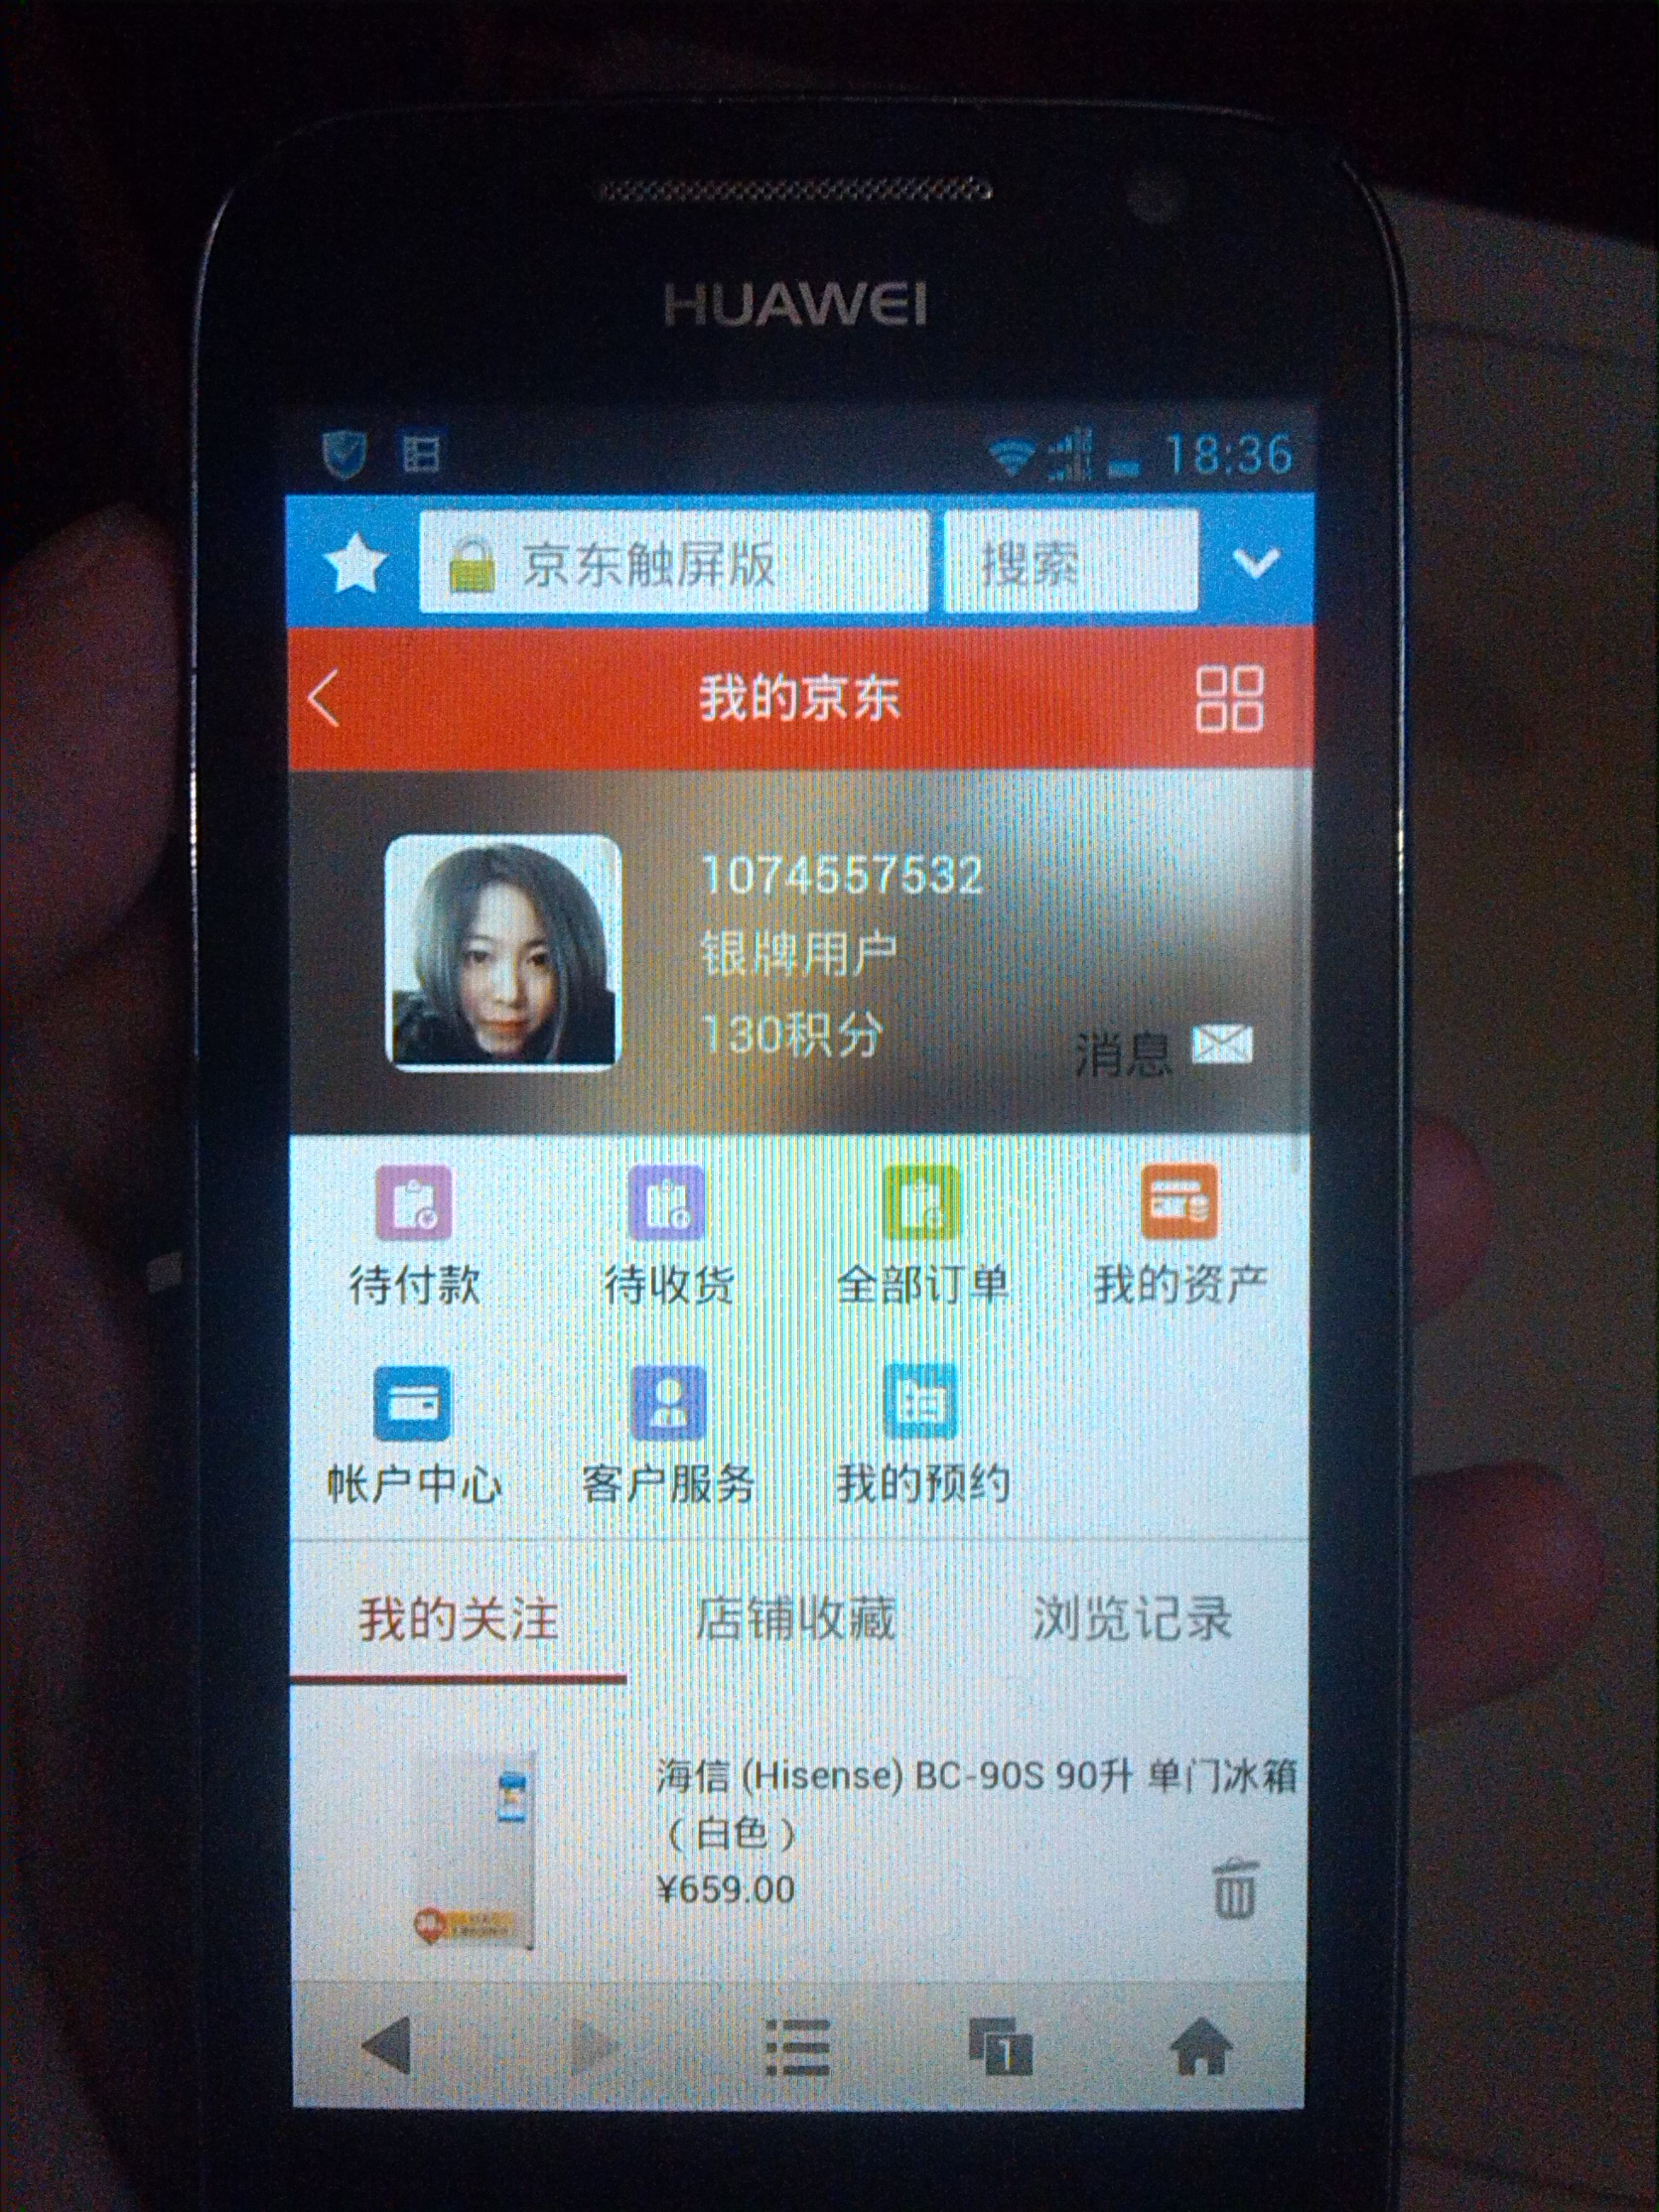 HUAWEI
18:36
京东触屏版
搜索
我的京东
1074557532
银牌用户
130积分
消息
待付款
待收货
全部订单
我的资产
帐户中心
客户服务
我的预约
我的关注
店铺收藏
浏览记录
海信 (Hisense) BC-90S 90升 单门冰箱
（白色）
¥659.00
1